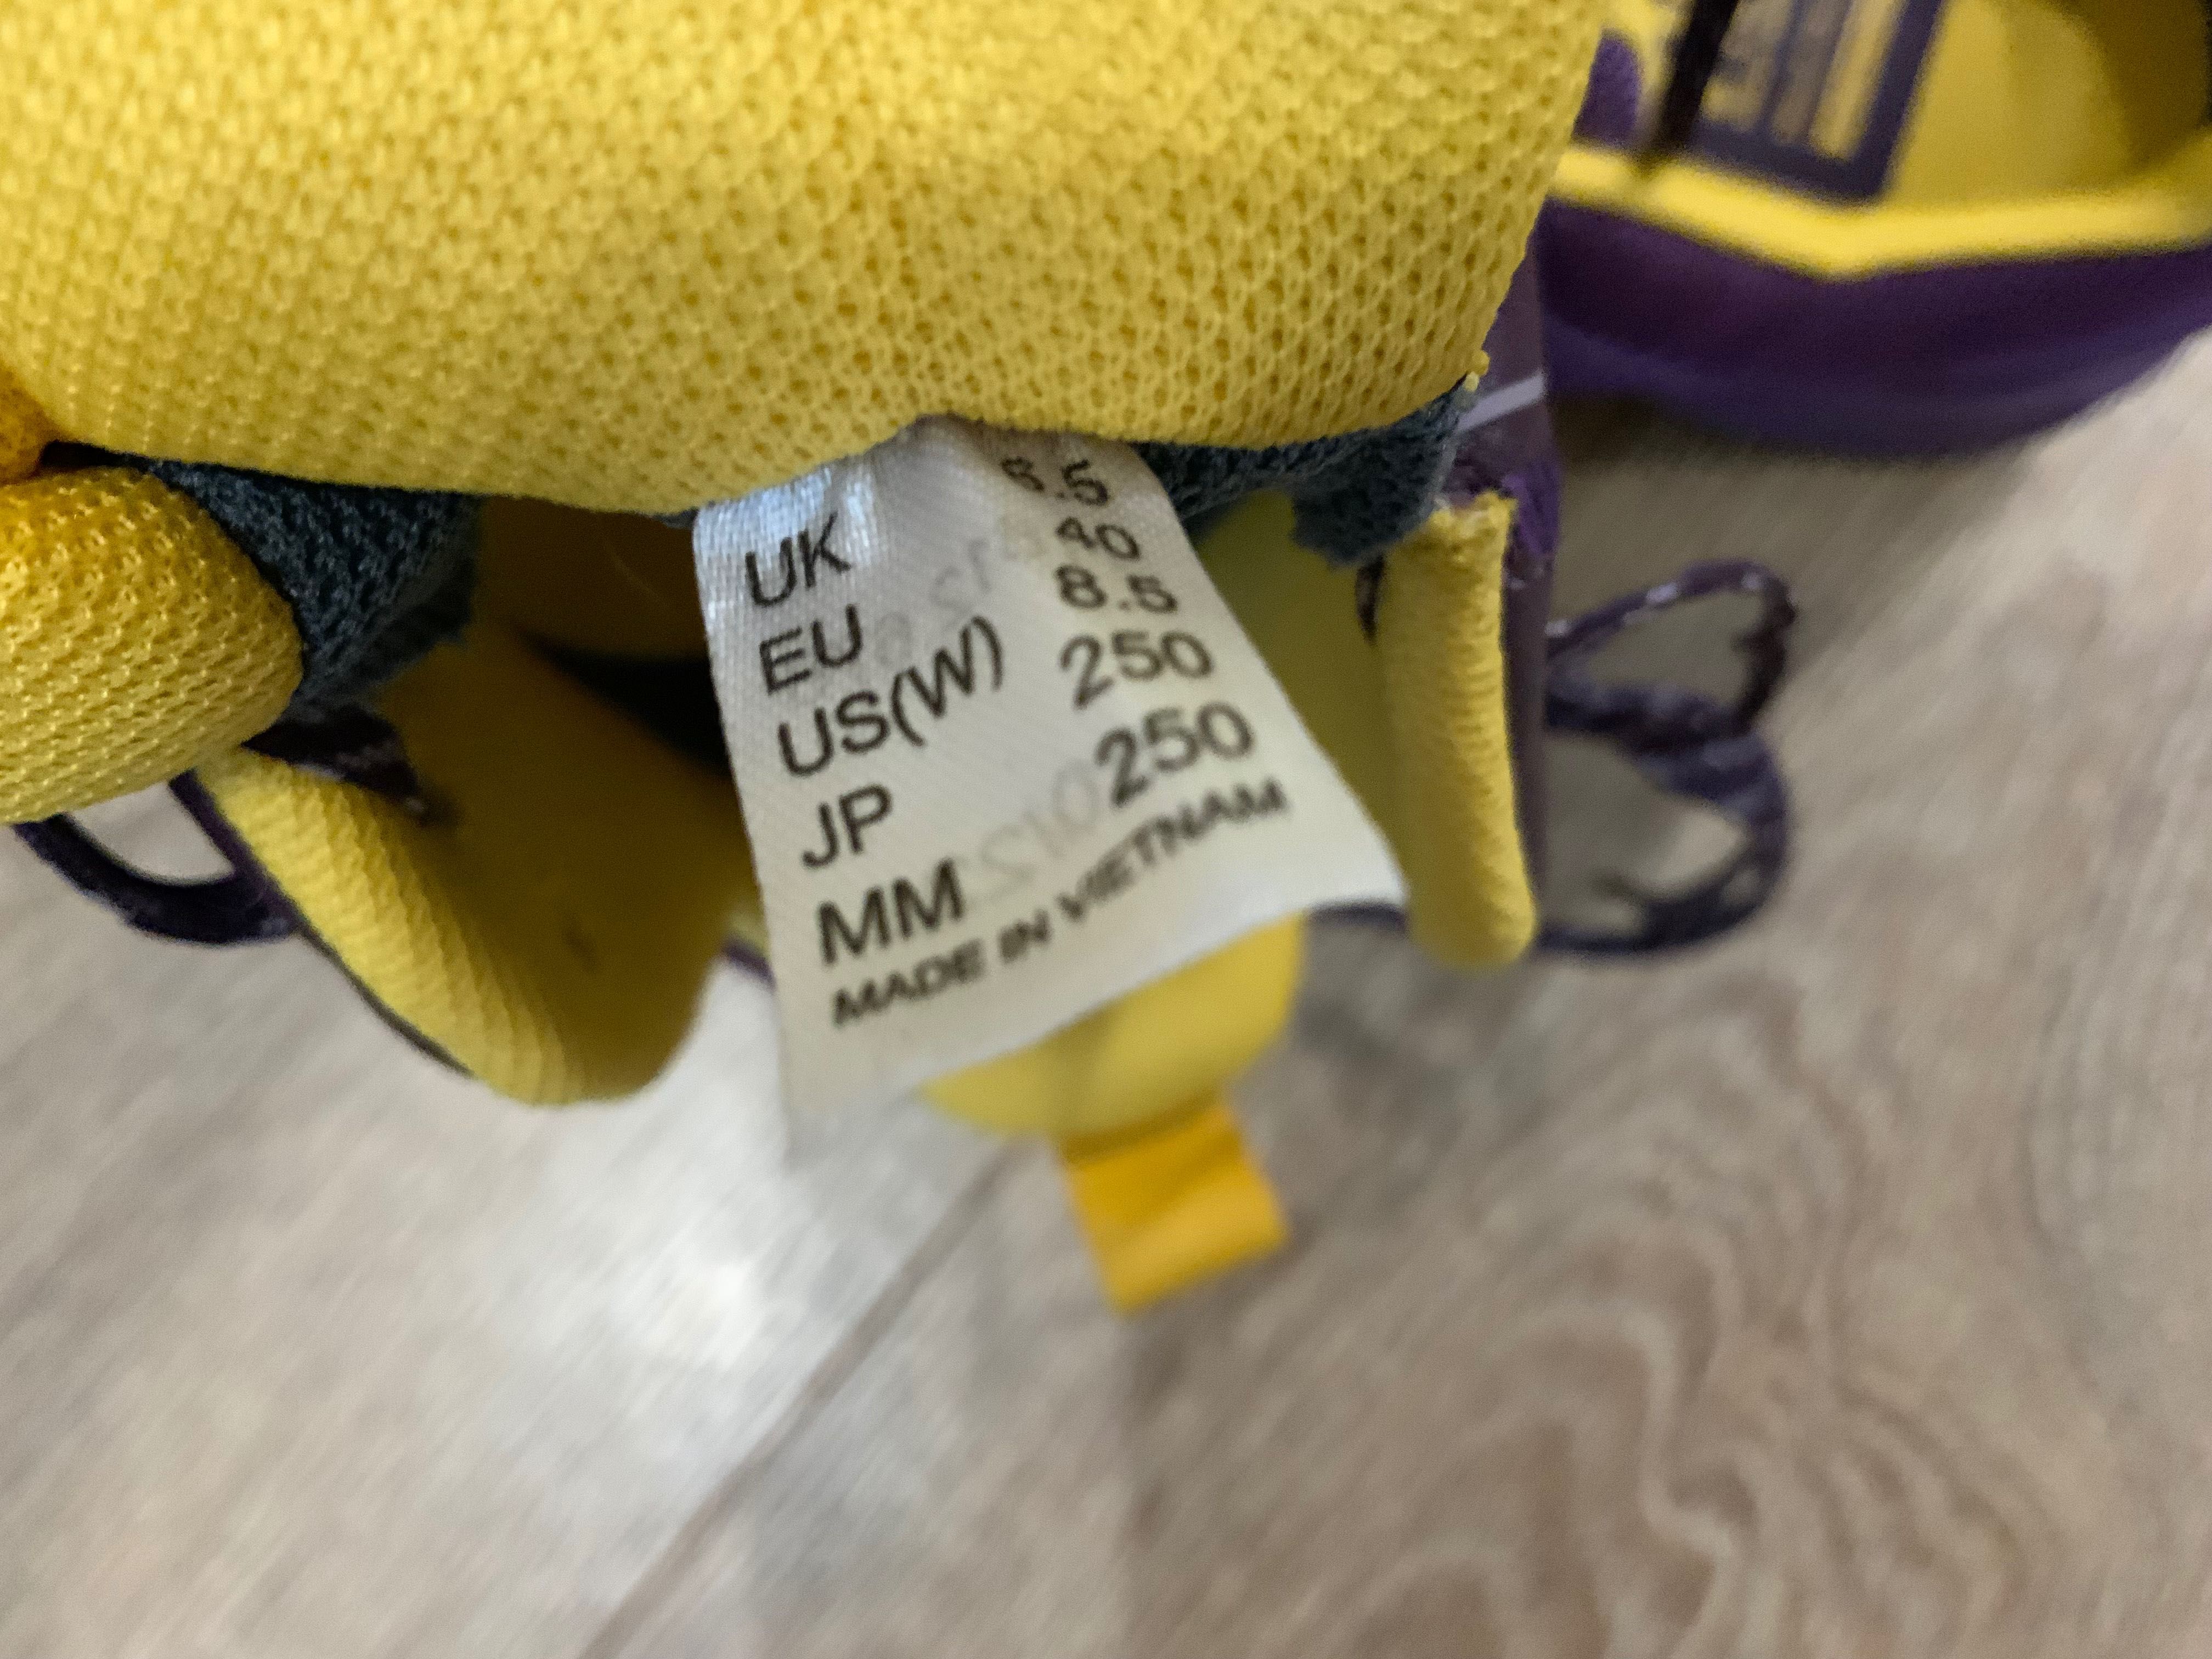 UK 6.5
EU 40
US(W) 8.5
JP 250
MM 250
MADE IN VIETNAM